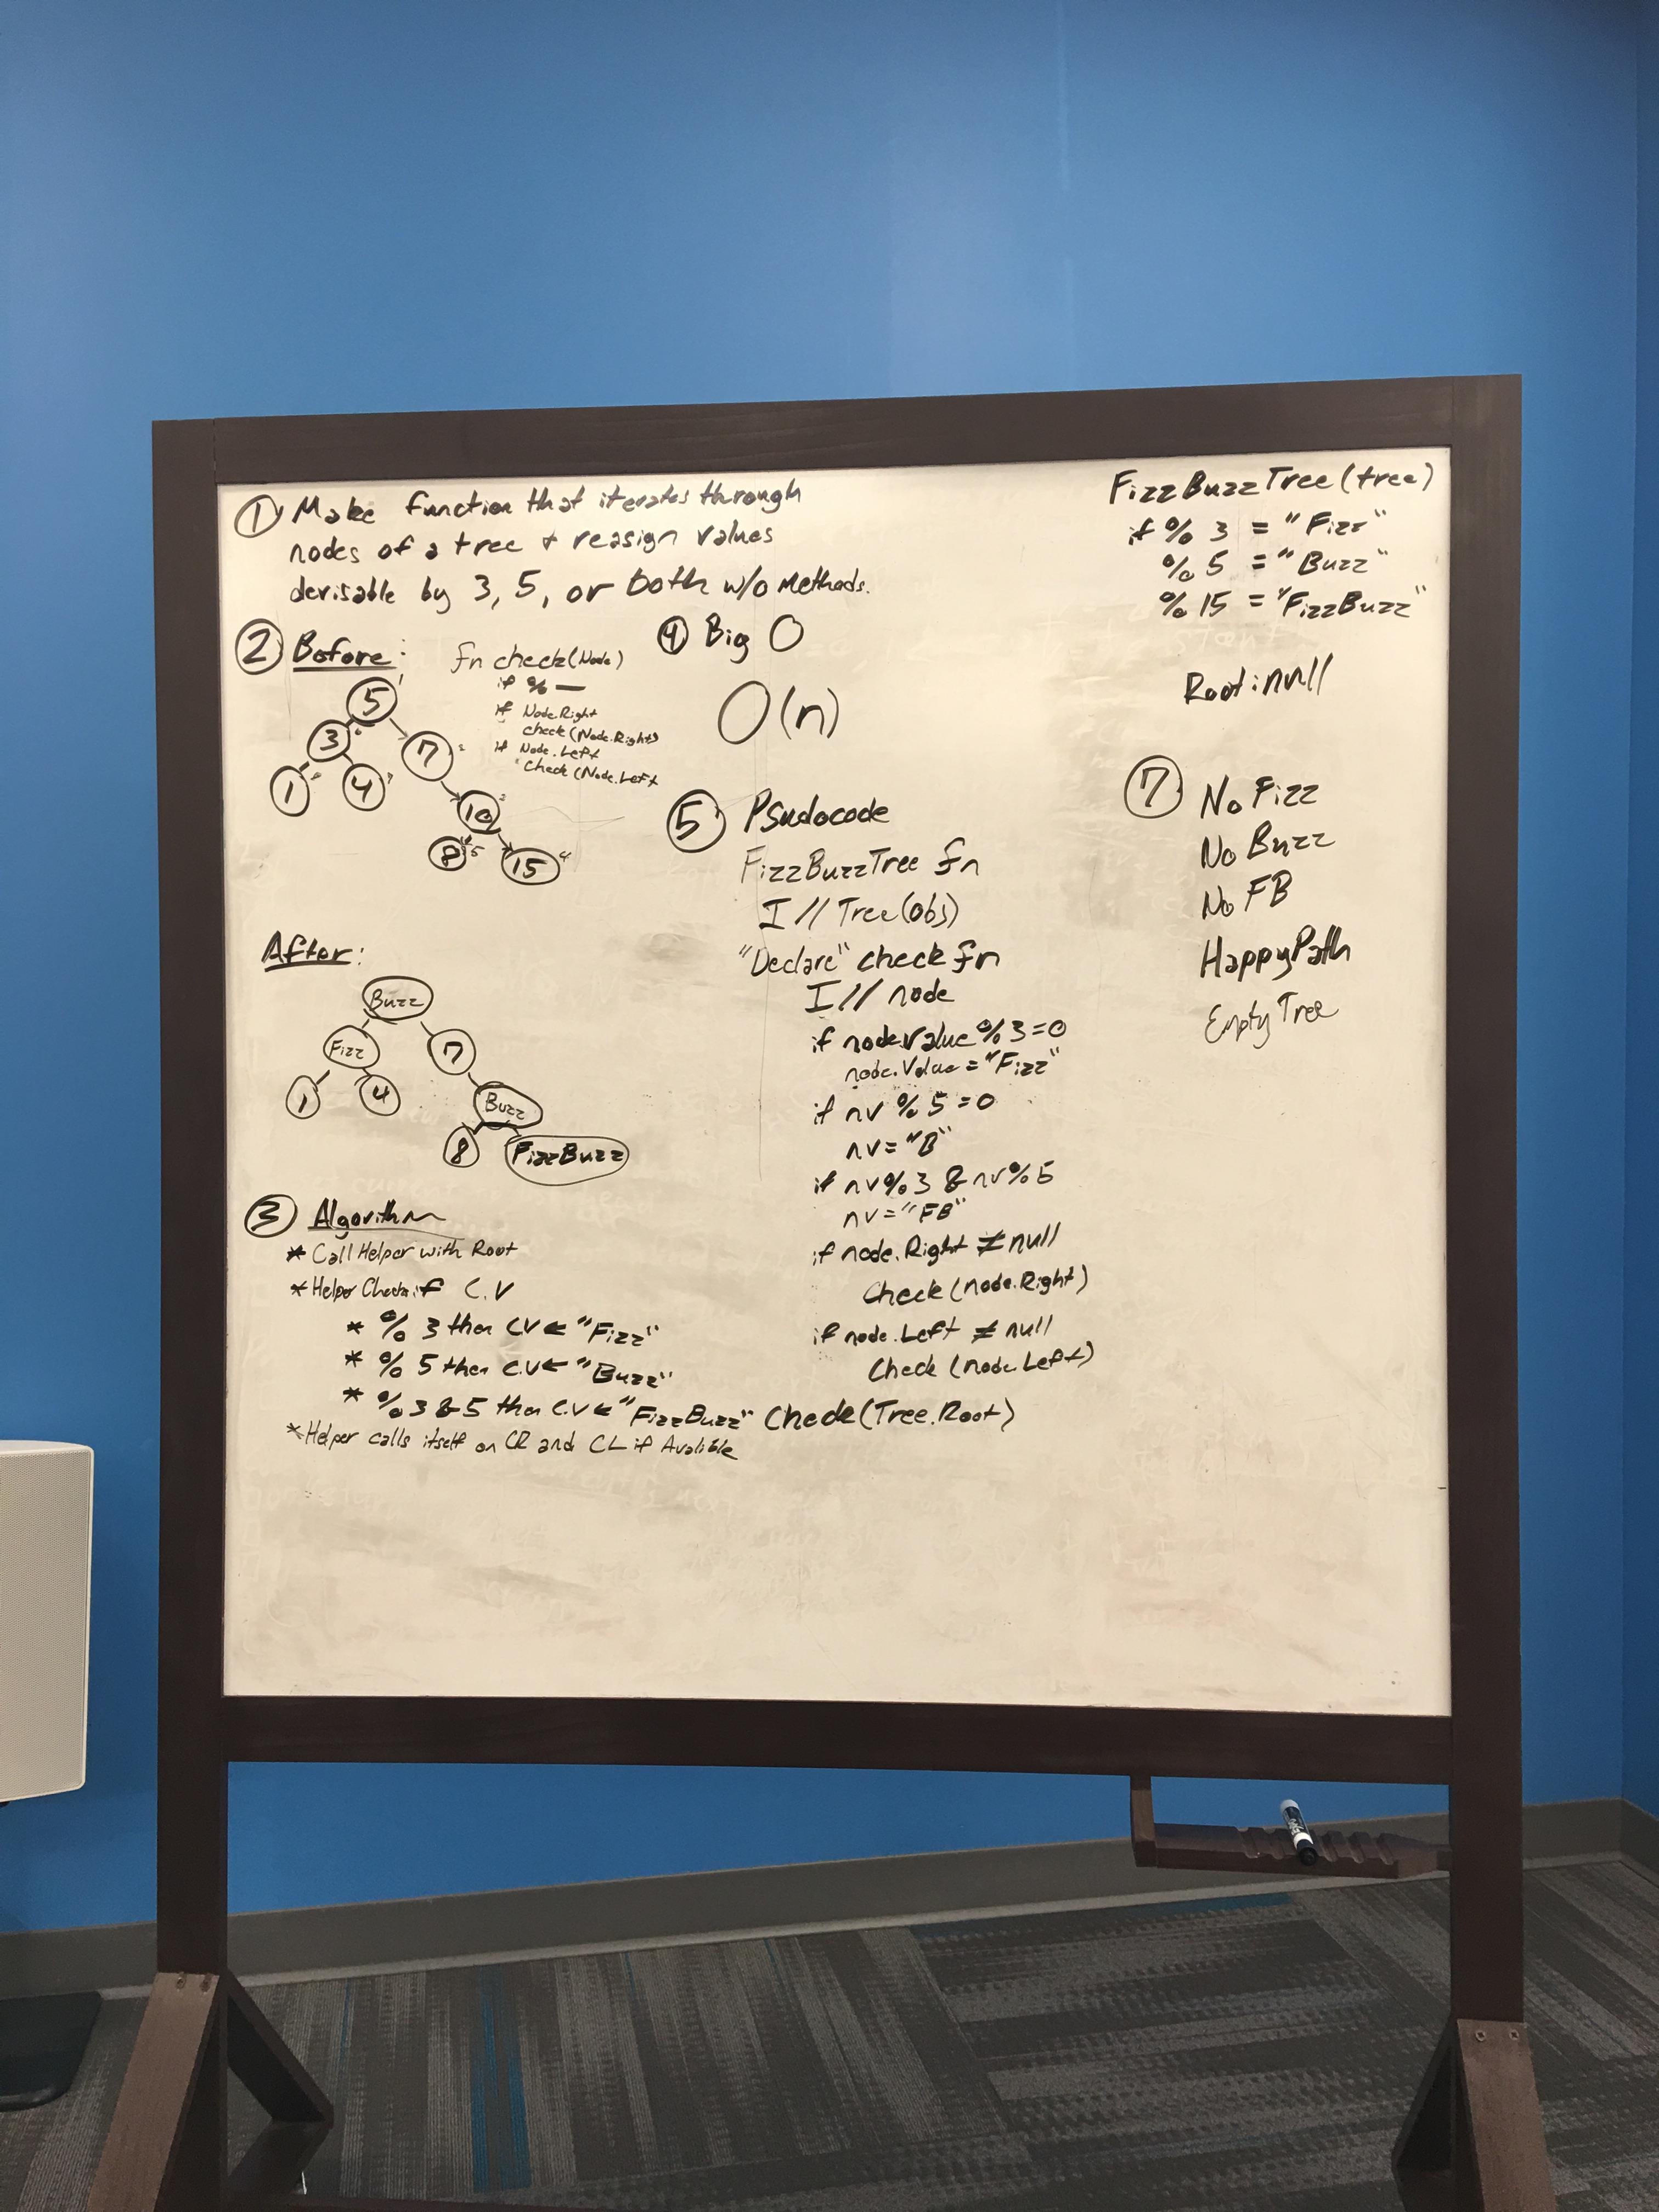 ① Make function that iterates through
nodes of a tree + reasign values
devisable by 3, 5, or both w/o Methods.
② Before:
5
3
7
1
4
10
8
15
fn check(Node)
if % —
if Node.Right
check(Node.Right)
if Node.Left
check(Node.Left
After:
Buzz
Fizz
7
1
4
Buzz
8
FizzBuzz
③ Algorithm
* Call Helper with Root
* Helper Checks if C.V
* % 3 then CV ← "Fizz"
* % 5 then C.V ← "Buzz"
* % 3 & 5 then C.V ← "FizzBuzz"
* Helper calls itself on CR and CL if Avalible
④ Big O
O(n)
⑤ Psudocode
FizzBuzzTree fn
I // Tree(obs)
"Declare" check fn
I // node
if node.value % 3=0
node.Value = "Fizz"
if nv % 5 =0
nv = "B"
if nv%3 & nv%5
nv = "FB"
if node.Right ≠ null
Check (node.Right)
if node.Left ≠ null
Check (node.Left)
Check(Tree.Root)
FizzBuzzTree(tree)
if % 3 = "Fizz"
% 5 = "Buzz"
% 15 = "FizzBuzz"
Root: null
⑦ No Fizz
No Buzz
No FB
HappyPath
Empty Tree